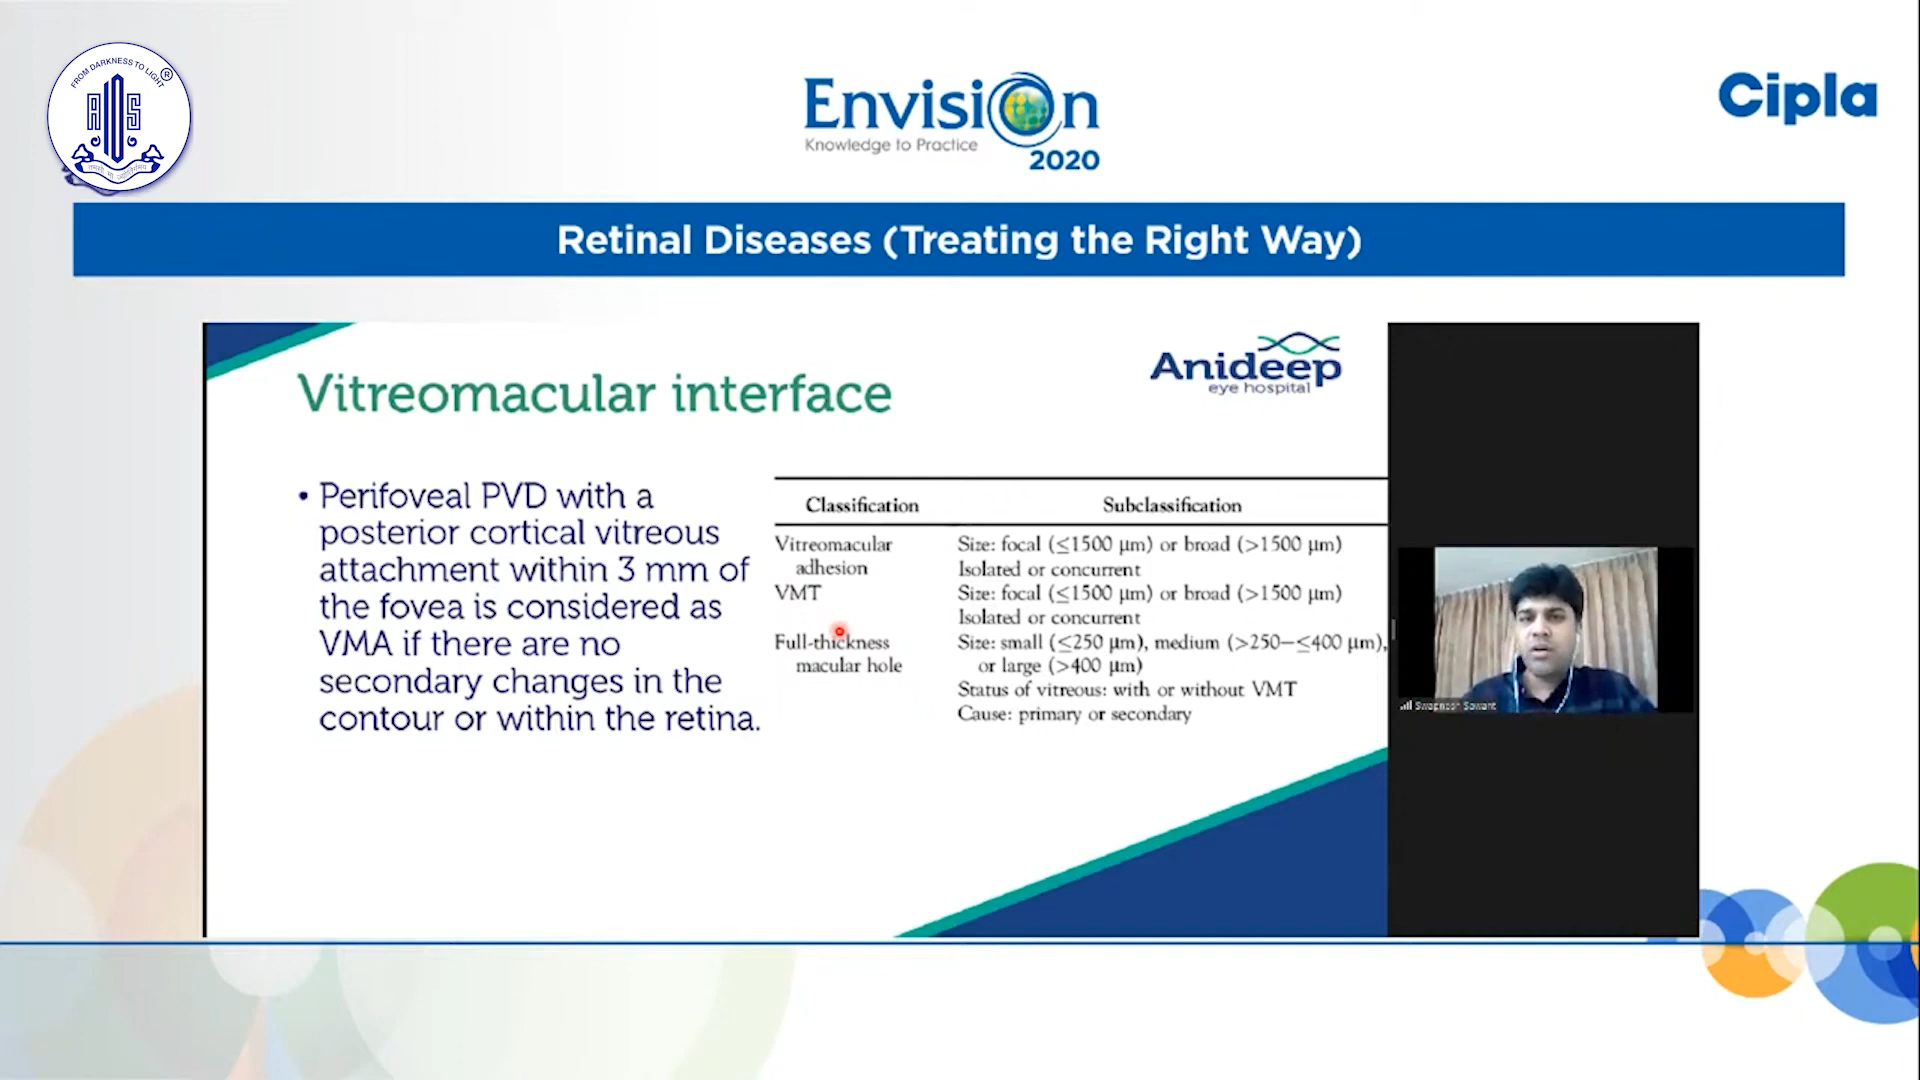 FROM DARKNESS TO LIGHT
®
AIOS
Envision
Knowledge to Practice
2020
Cipla
Retinal Diseases (Treating the Right Way)
Anideep
eye hospital
Vitreomacular interface
• Perifoveal PVD with a
posterior cortical vitreous
attachment within 3 mm of
the fovea is considered as
VMA if there are no
secondary changes in the
contour or within the retina.
Classification Subclassification
Vitreomacular Size: focal (≤1500 µm) or broad (>1500 µm)
adhesion Isolated or concurrent
VMT Size: focal (≤1500 µm) or broad (>1500 µm)
Isolated or concurrent
Full-thickness Size: small (≤250 µm), medium (>250—≤400 µm),
macular hole or large (>400 µm)
Status of vitreous: with or without VMT
Cause: primary or secondary
Swapnesh Sawant